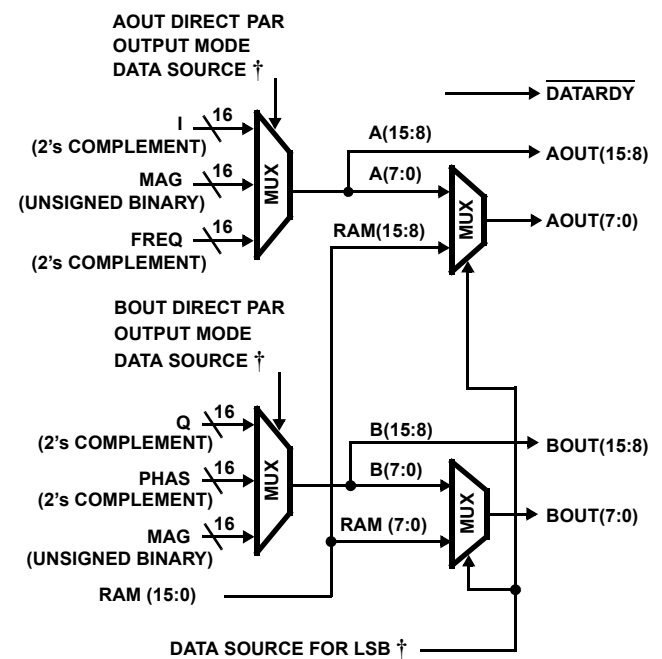 AOUT DIRECT PAR
OUTPUT MODE
DATA SOURCE †
DATARDY
I
16
(2's COMPLEMENT)
MAG
16
(UNSIGNED BINARY)
FREQ
16
(2's COMPLEMENT)
MUX
A(15:8)
AOUT(15:8)
A(7:0)
RAM(15:8)
MUX
AOUT(7:0)
BOUT DIRECT PAR
OUTPUT MODE
DATA SOURCE †
Q
16
(2's COMPLEMENT)
PHAS
16
(2's COMPLEMENT)
MAG
16
(UNSIGNED BINARY)
MUX
B(15:8)
BOUT(15:8)
B(7:0)
RAM (7:0)
MUX
BOUT(7:0)
RAM (15:0)
DATA SOURCE FOR LSB †